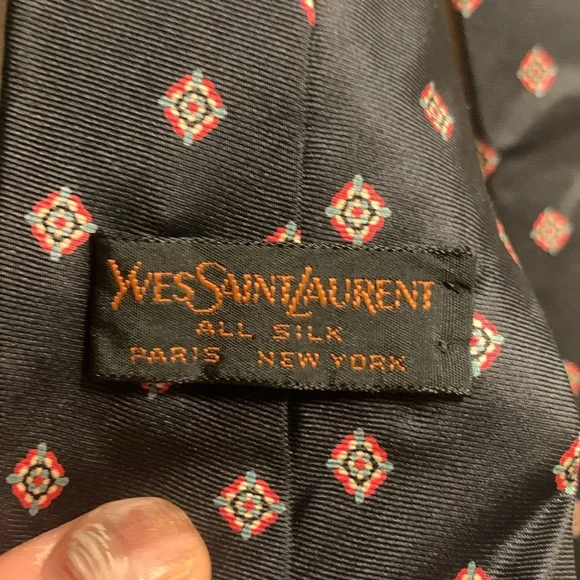 YVESSAINTLAURENT
ALL SILK
PARIS NEW YORK